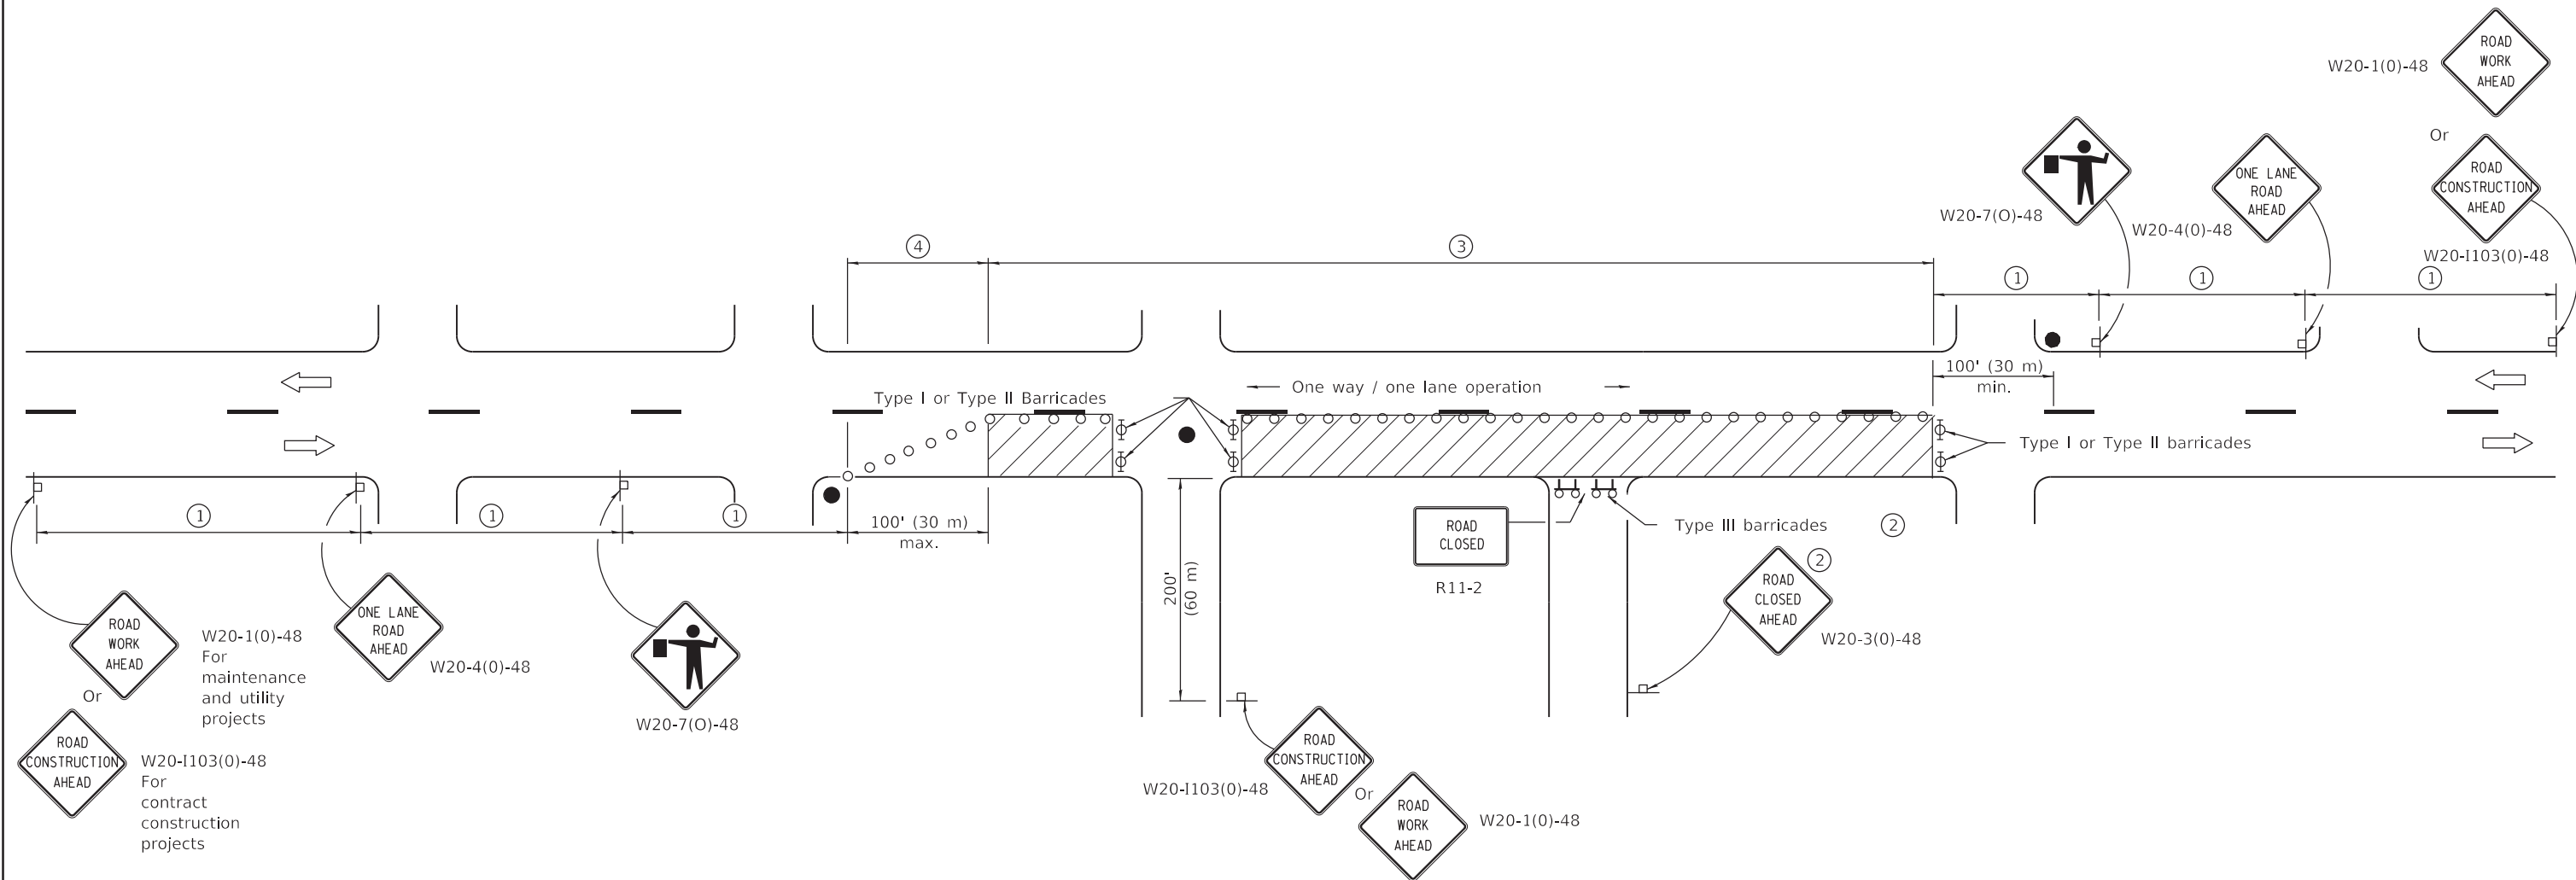 ROAD
WORK
AHEAD
W20-1(0)-48
Or
ROAD
CONSTRUCTION
AHEAD
W20-I103(0)-48
W20-7(O)-48
ONE LANE
ROAD
AHEAD
W20-4(0)-48
4
3
1
1
1
100' (30 m)
min.
Type I or Type II Barricades
One way / one lane operation
Type I or Type II barricades
1
1
1
100' (30 m)
max.
200'
(60 m)
ROAD
CLOSED
R11-2
Type III barricades
2
2
ROAD
CLOSED
AHEAD
W20-3(0)-48
ROAD
WORK
AHEAD
W20-1(0)-48
For
maintenance
and utility
projects
Or
ROAD
CONSTRUCTION
AHEAD
W20-I103(0)-48
For
contract
construction
projects
ONE LANE
ROAD
AHEAD
W20-4(0)-48
W20-7(O)-48
ROAD
CONSTRUCTION
AHEAD
W20-I103(0)-48
Or
ROAD
WORK
AHEAD
W20-1(0)-48